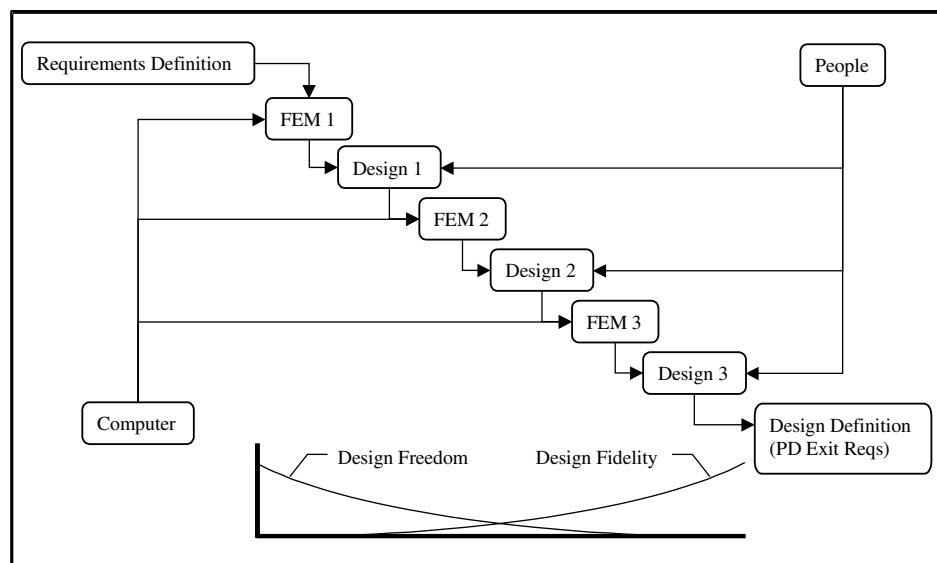 Requirements Definition
People
FEM 1
Design 1
FEM 2
Design 2
FEM 3
Design 3
Computer
Design Definition
(PD Exit Reqs)
Design Freedom
Design Fidelity